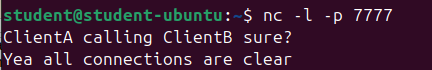 student@student-ubuntu:~$ nc -l -p 7777
ClientA calling ClientB sure?
Yea all connections are clear